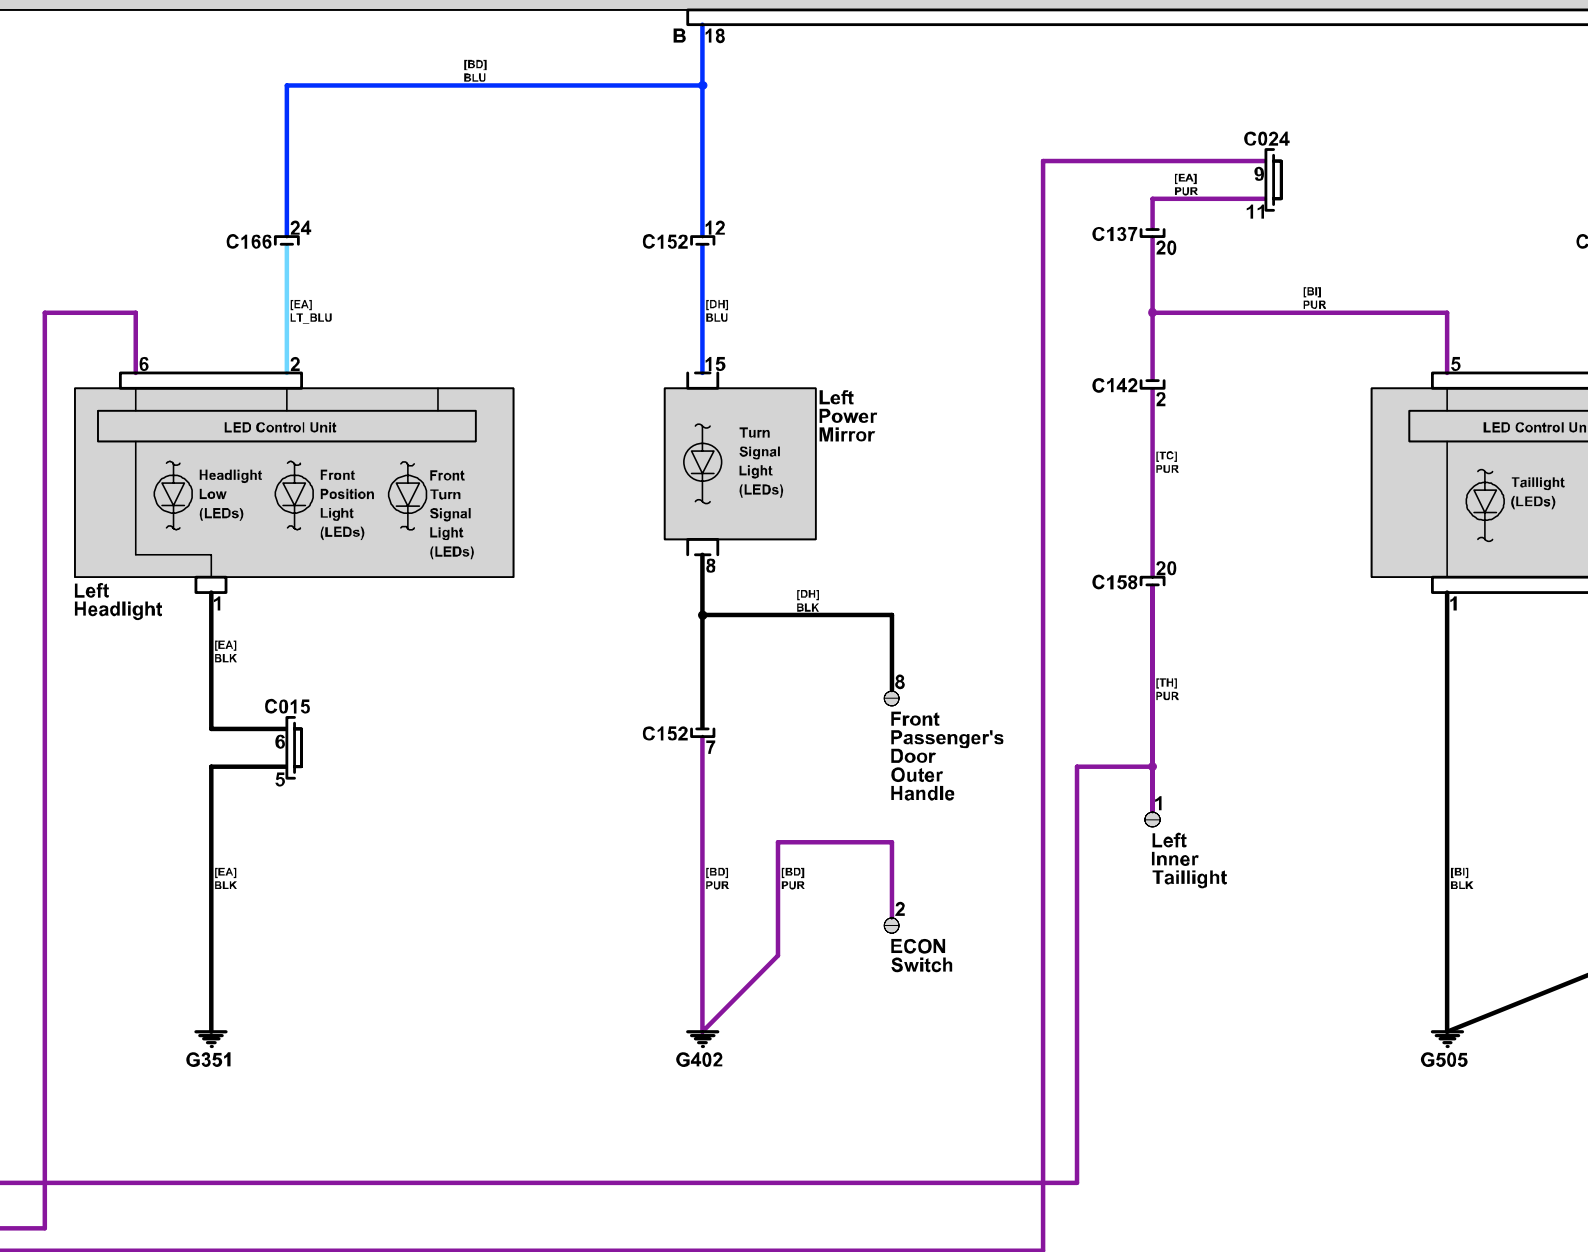 B 18
[BD]
BLU
C024
9
[EA]
PUR
11
24
C166
12
C152
C137
20
C
[EA]
LT_BLU
[DH]
BLU
[BI]
PUR
6 2
15
5
C142
2
LED Control Unit
Headlight
Low
(LEDs)
Front
Position
Light
(LEDs)
Front
Turn
Signal
Light
(LEDs)
Left
Headlight
1
Turn
Signal
Light
(LEDs)
Left
Power
Mirror
8
[TC]
PUR
LED Control Un
Taillight
(LEDs)
20
C158
1
[DH]
BLK
[EA]
BLK
C015
6
5
8
Front
Passenger's
Door
Outer
Handle
C152
7
[TH]
PUR
1
Left
Inner
Taillight
[EA]
BLK
[BD]
PUR
[BD]
PUR
2
ECON
Switch
[BI]
BLK
G351
G402
G505